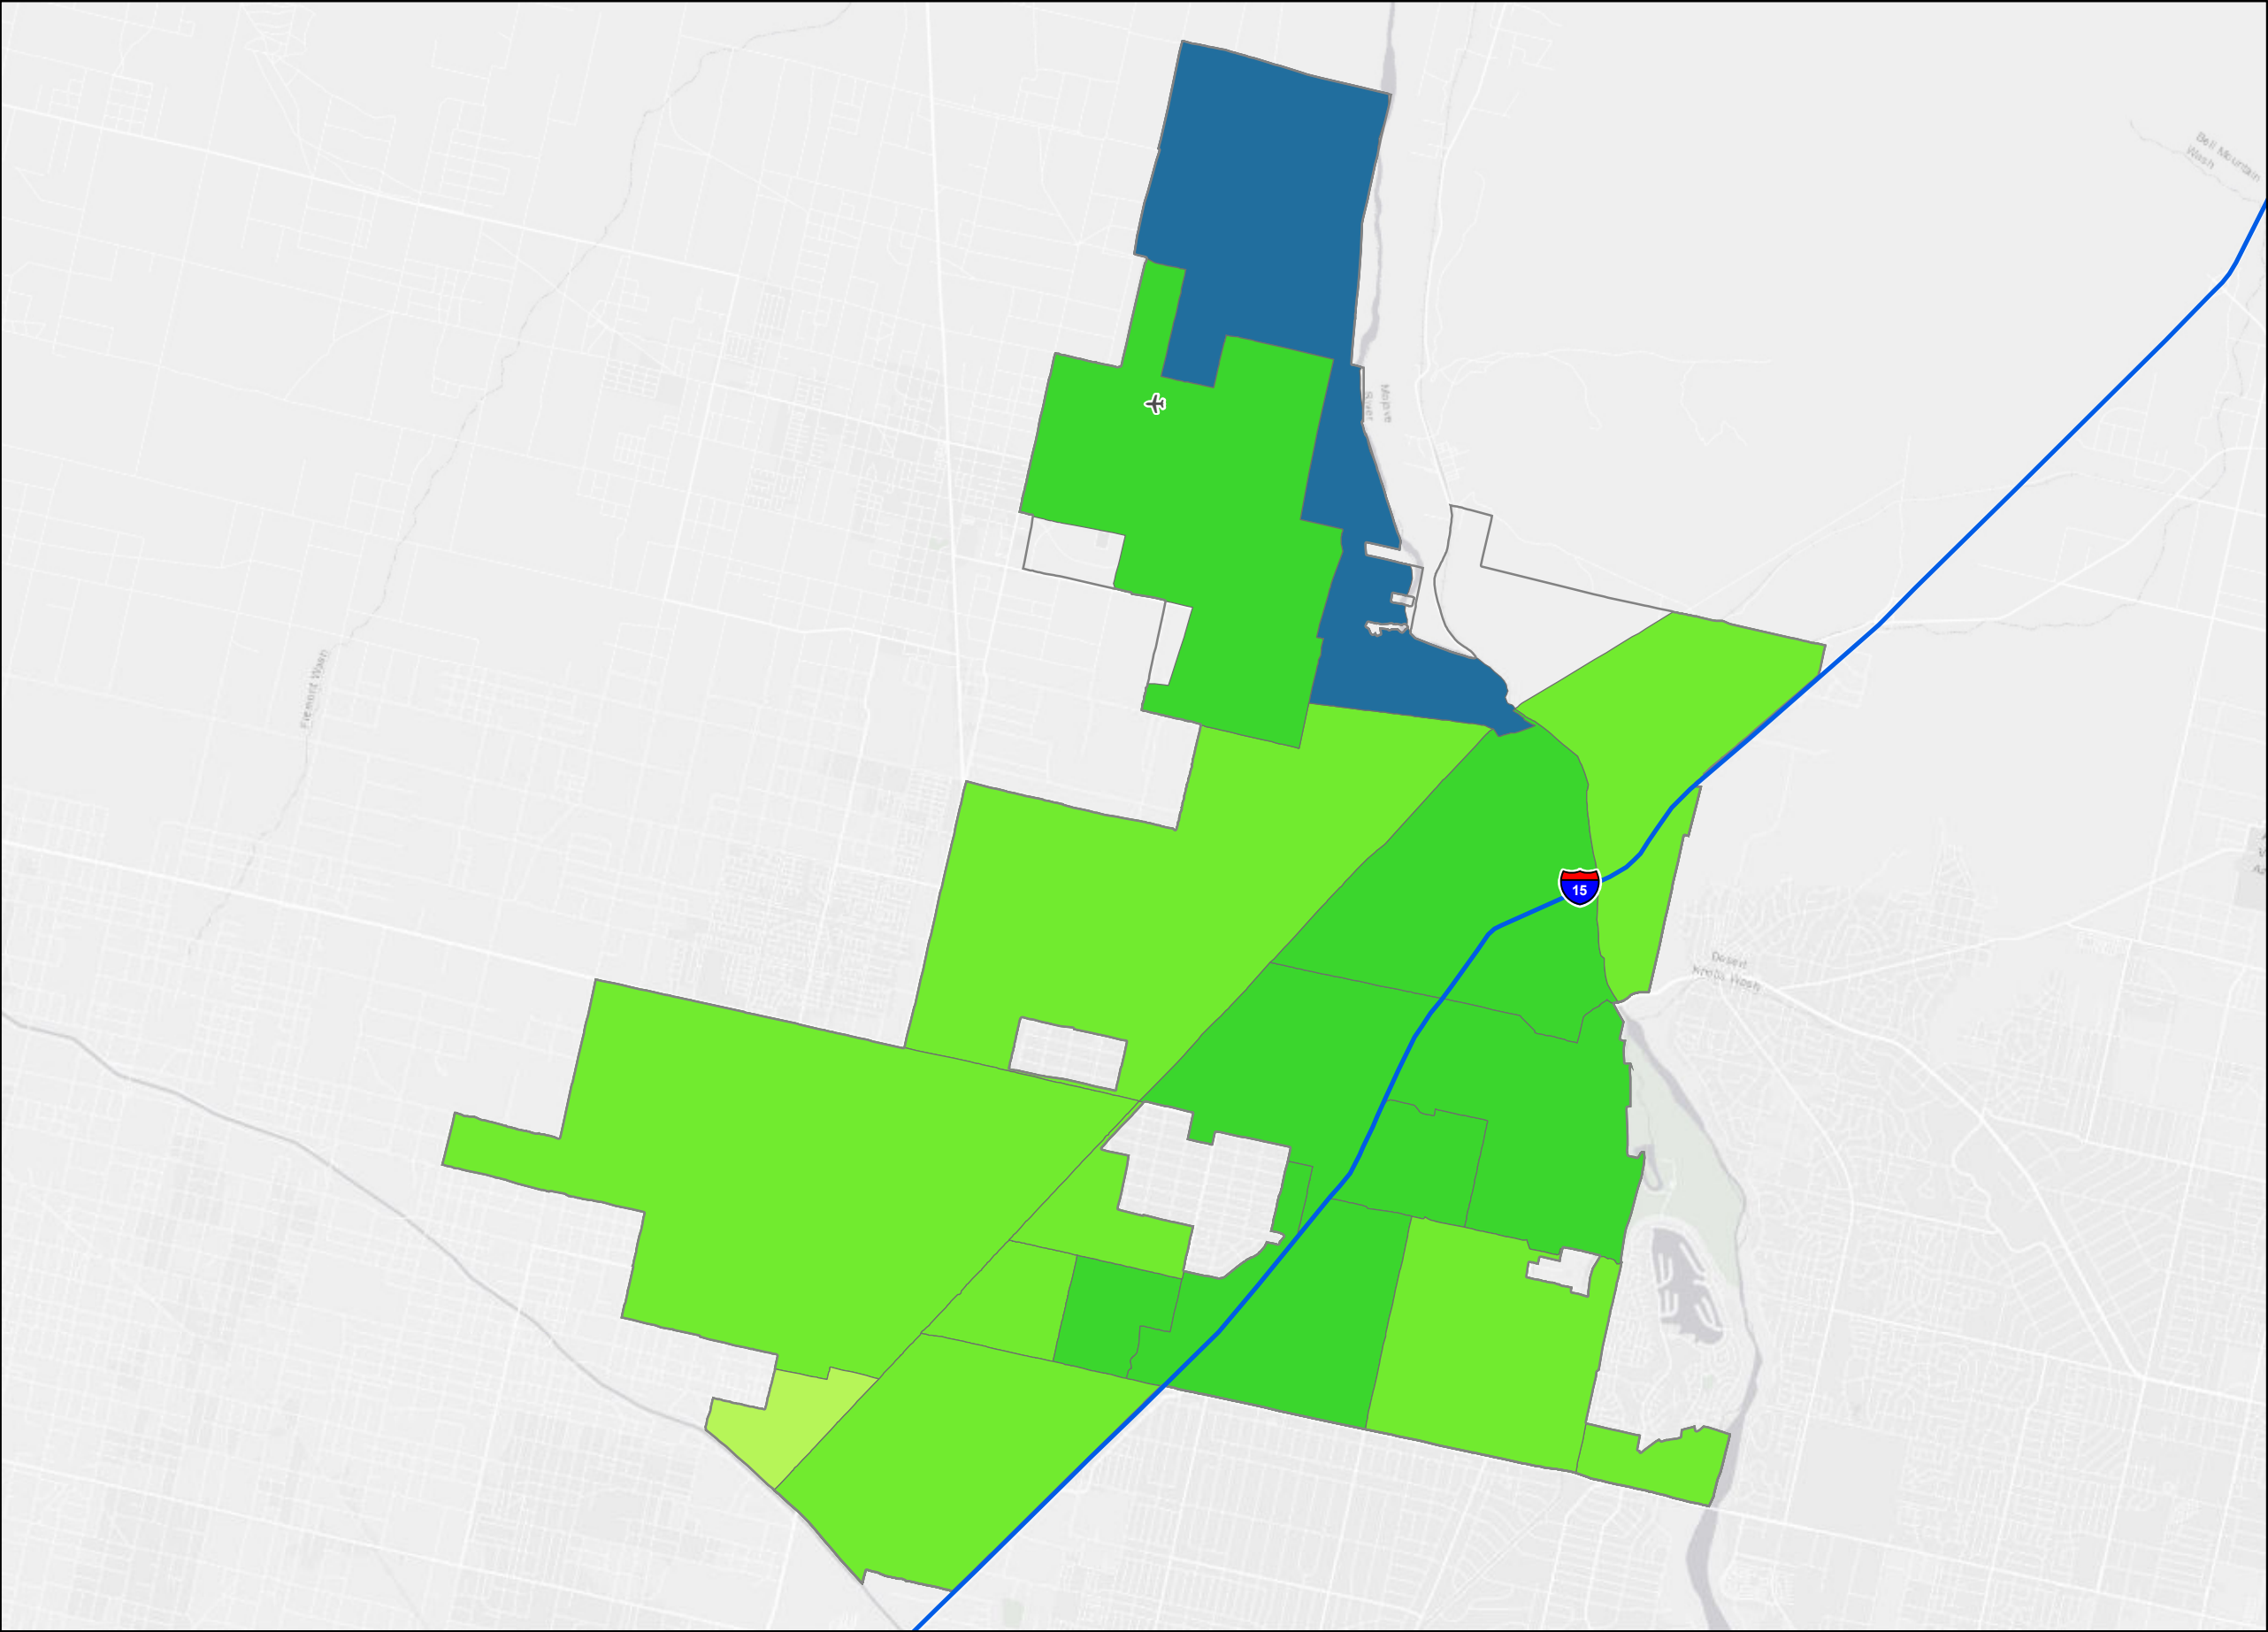 Bell Mountain
Wash
Mojave
River
Fremont Wash
15
Desert
Knolls Wash